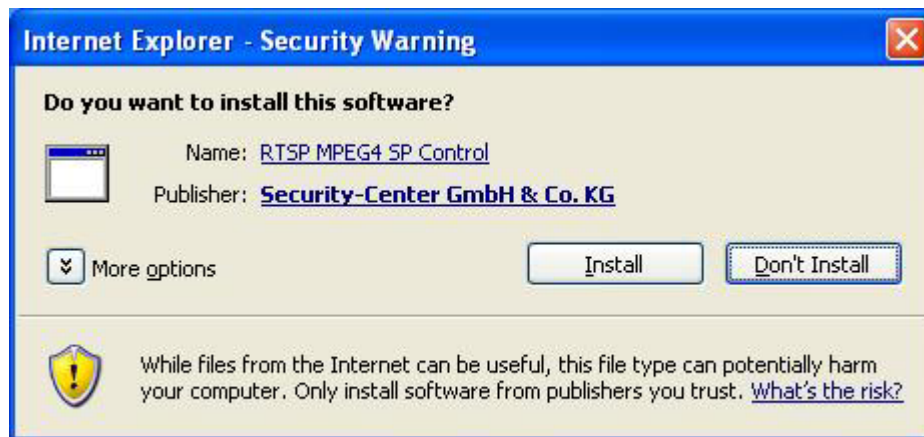 Internet Explorer - Security Warning
Do you want to install this software?
Name: RTSP MPEG4 SP Control
Publisher: Security-Center GmbH & Co. KG
More options Install Don't Install
While files from the Internet can be useful, this file type can potentially harm
your computer. Only install software from publishers you trust. What's the risk?